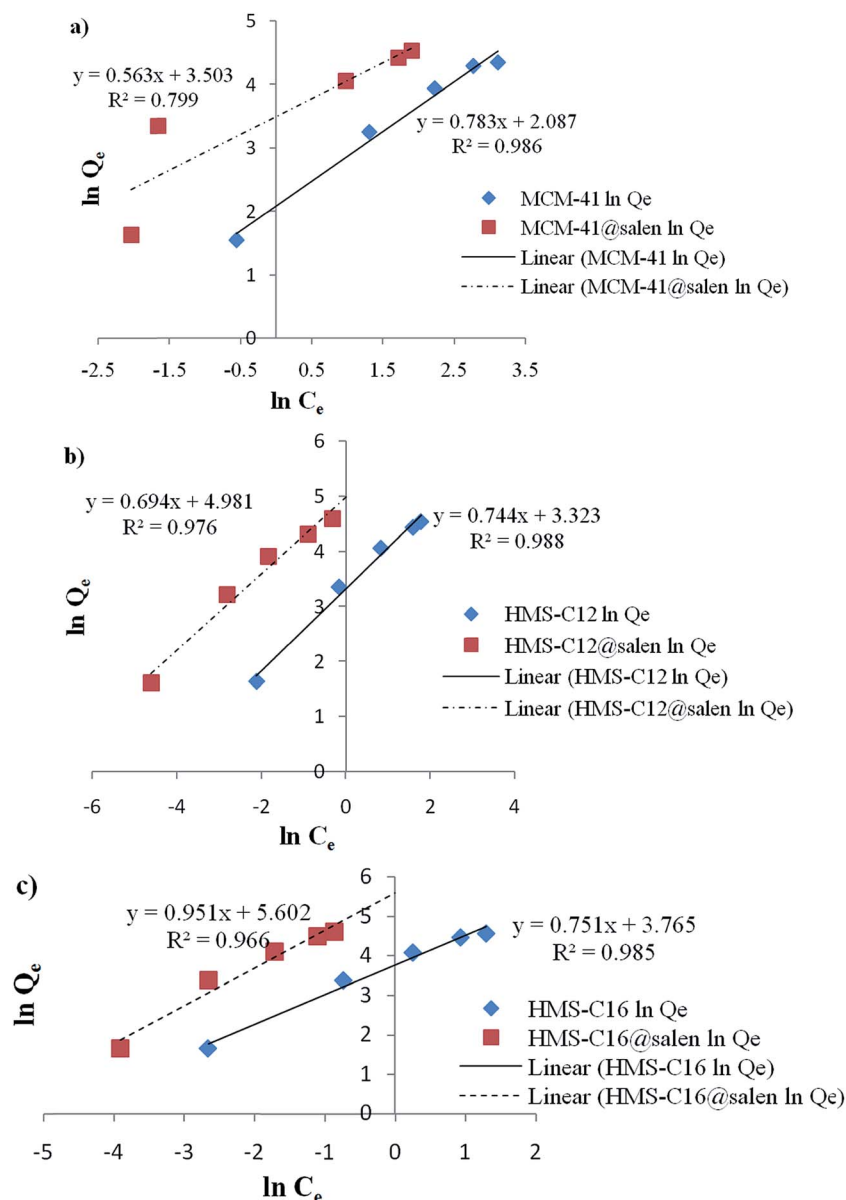 a)
5
4
3
2
1
0
y = 0.563x + 3.503
R² = 0.799
y = 0.783x + 2.087
R² = 0.986
ln Qe
MCM-41 ln Qe
MCM-41@salen ln Qe
Linear (MCM-41 ln Qe)
Linear (MCM-41@salen ln Qe)
-2.5 -1.5 -0.5 0.5 1.5 2.5 3.5
ln Ce
b)
6
5
4
3
2
1
0
y = 0.694x + 4.981
R² = 0.976
y = 0.744x + 3.323
R² = 0.988
ln Qe
HMS-C12 ln Qe
HMS-C12@salen ln Qe
Linear (HMS-C12 ln Qe)
Linear (HMS-C12@salen ln Qe)
-6 -4 -2 0 2 4
ln Ce
c)
6
5
4
3
2
1
0
y = 0.951x + 5.602
R² = 0.966
y = 0.751x + 3.765
R² = 0.985
ln Qe
HMS-C16 ln Qe
HMS-C16@salen ln Qe
Linear (HMS-C16 ln Qe)
Linear (HMS-C16@salen ln Qe)
-5 -4 -3 -2 -1 0 1 2
ln Ce